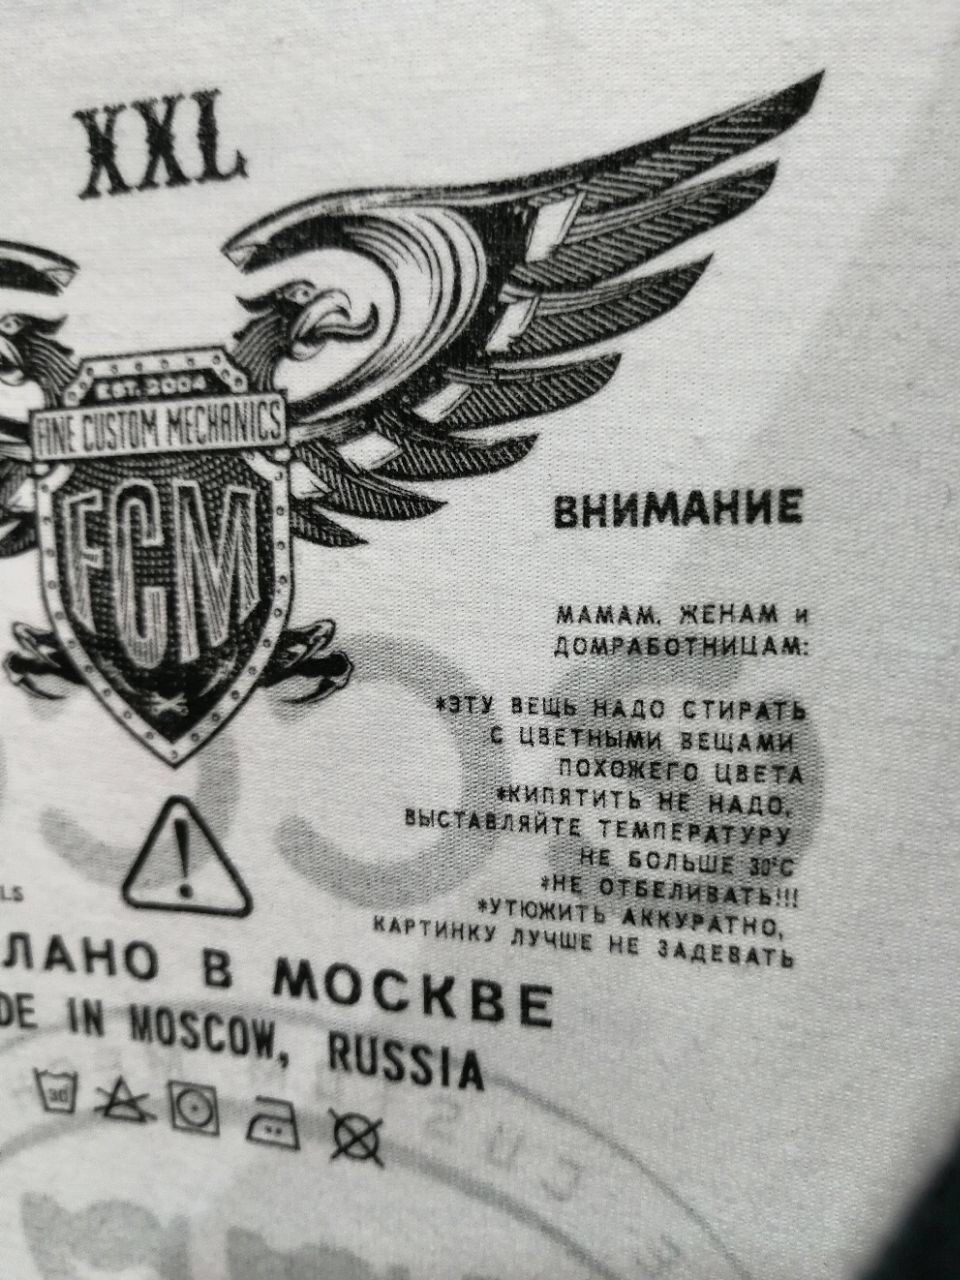 XXL
EST. 2004
FINE CUSTOM MECHANICS
FCM
ВНИМАНИЕ
МАМАМ, ЖЕНАМ И
ДОМРАБОТНИЦАМ:
*ЭТУ ВЕЩЬ НАДО СТИРАТЬ
С ЦВЕТНЫМИ ВЕЩАМИ
ПОХОЖЕГО ЦВЕТА
*КИПЯТИТЬ НЕ НАДО,
ВЫСТАВЛЯЙТЕ ТЕМПЕРАТУРУ
НЕ БОЛЬШЕ 30°C
*НЕ ОТБЕЛИВАТЬ!!!
*УТЮЖИТЬ АККУРАТНО,
КАРТИНКУ ЛУЧШЕ НЕ ЗАДЕВАТЬ
LS
ЛАНО В МОСКВЕ
DE IN MOSCOW, RUSSIA
30